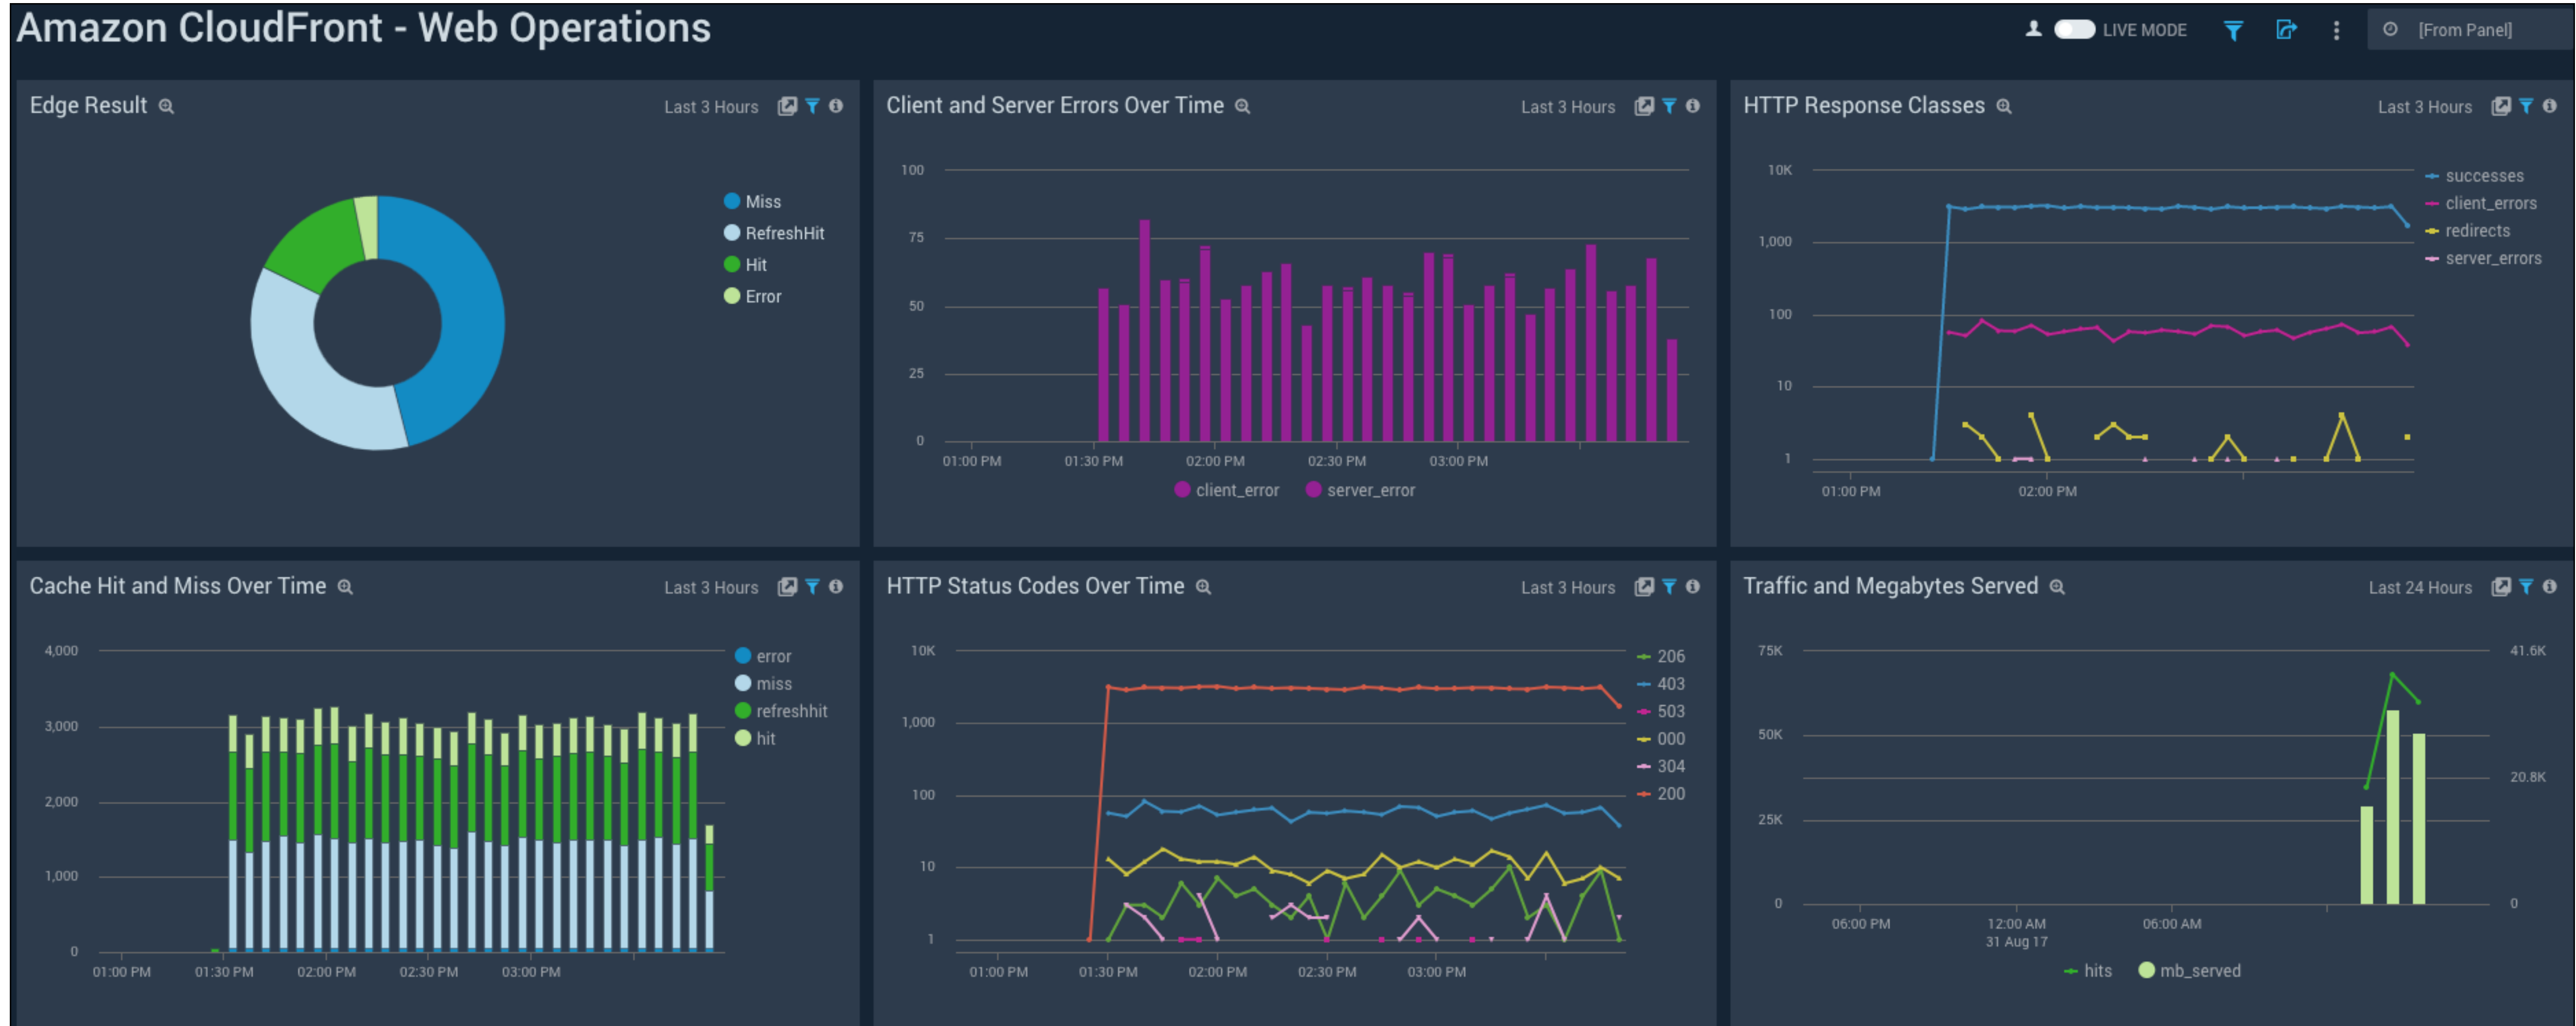 Amazon CloudFront - Web Operations
LIVE MODE
[From Panel]
Edge Result
Last 3 Hours
Miss
RefreshHit
Hit
Error
Client and Server Errors Over Time
Last 3 Hours
100
75
50
25
0
01:00 PM 01:30 PM 02:00 PM 02:30 PM 03:00 PM
client_error server_error
HTTP Response Classes
Last 3 Hours
10K
1,000
100
10
1
01:00 PM 02:00 PM
successes
client_errors
redirects
server_errors
Cache Hit and Miss Over Time
Last 3 Hours
4,000
3,000
2,000
1,000
0
01:00 PM 01:30 PM 02:00 PM 02:30 PM 03:00 PM
error
miss
refreshhit
hit
HTTP Status Codes Over Time
Last 3 Hours
10K
1,000
100
10
1
01:00 PM 01:30 PM 02:00 PM 02:30 PM 03:00 PM
206
403
503
000
304
200
Traffic and Megabytes Served
Last 24 Hours
75K
50K
25K
0
41.6K
20.8K
0
06:00 PM 12:00 AM 06:00 AM
31 Aug 17
hits mb_served